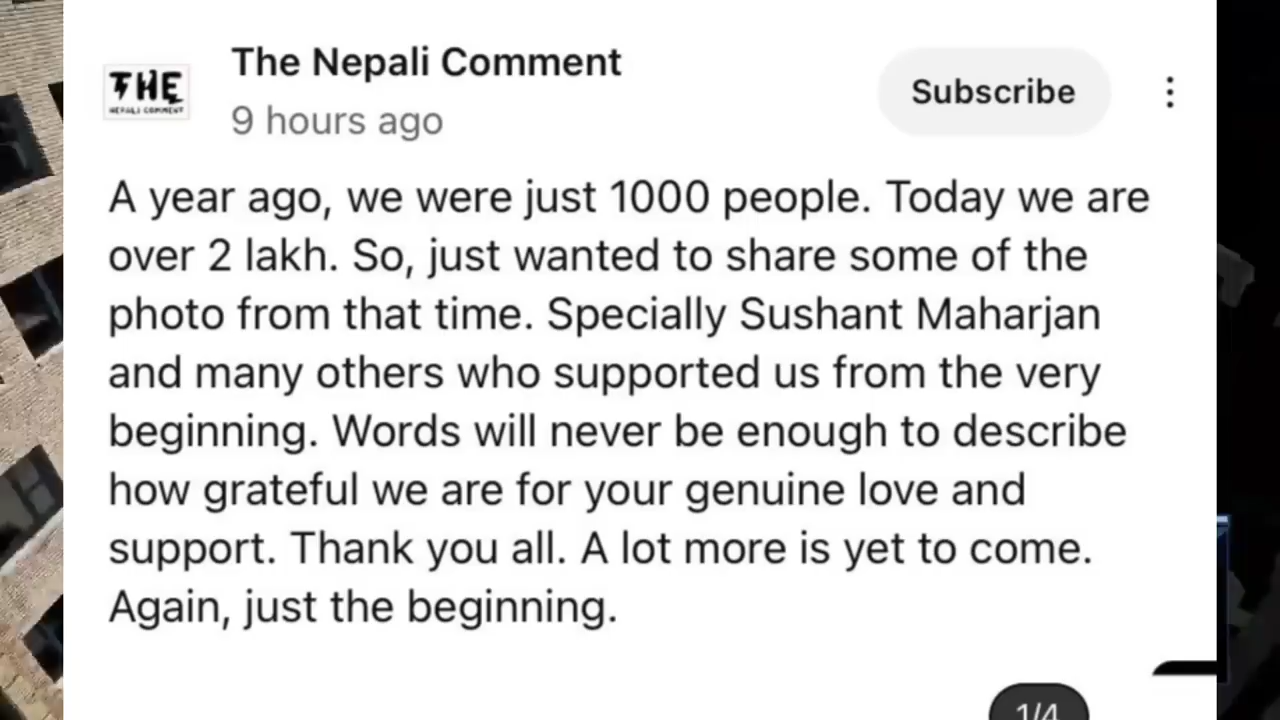 THE
NEPALI COMMENT
The Nepali Comment
9 hours ago
Subscribe
A year ago, we were just 1000 people. Today we are
over 2 lakh. So, just wanted to share some of the
photo from that time. Specially Sushant Maharjan
and many others who supported us from the very
beginning. Words will never be enough to describe
how grateful we are for your genuine love and
support. Thank you all. A lot more is yet to come.
Again, just the beginning.
1/4